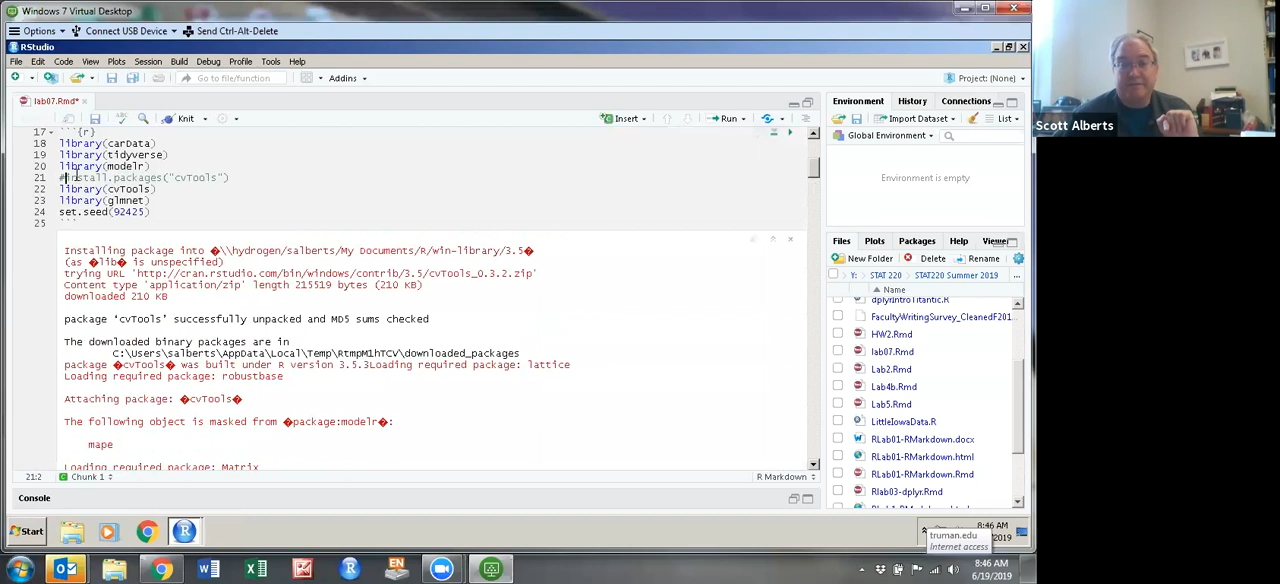 Windows 7 Virtual Desktop
Options Connect USB Device Send Ctrl-Alt-Delete
RStudio
File Edit Code View Plots Session Build Debug Profile Tools Help
Go to file/function Addins Project: (None)
lab07.Rmd*
Knit Insert Run
17 ```{r}
18 library(carData)
19 library(tidyverse)
20 library(modelr)
21 #install.packages("cvTools")
22 library(cvTools)
23 library(glmnet)
24 set.seed(92425)
25 ```
Installing package into �\\hydrogen/salberts/My Documents/R/win-library/3.5�
(as �lib� is unspecified)
trying URL 'http://cran.rstudio.com/bin/windows/contrib/3.5/cvTools_0.3.2.zip'
Content type 'application/zip' length 215519 bytes (210 KB)
downloaded 210 KB
package ‘cvTools’ successfully unpacked and MD5 sums checked
The downloaded binary packages are in
C:\Users\salberts\AppData\Local\Temp\RtmpM1hTCV\downloaded_packages
package �cvTools� was built under R version 3.5.3Loading required package: lattice
Loading required package: robustbase
Attaching package: �cvTools�
The following object is masked from �package:modelr�:
mape
Loading required package: Matrix
21:2 Chunk 1 R Markdown
Console
Environment History Connections
Import Dataset List
Global Environment
Environment is empty
Files Plots Packages Help Viewer
New Folder Delete Rename
Y: STAT 220 STAT220 Summer 2019 ...
Name
dplyrIntroTitantic.R
FacultyWritingSurvey_CleanedF201...
HW2.Rmd
lab07.Rmd
Lab2.Rmd
Lab4b.Rmd
Lab5.Rmd
LittleIowaData.R
RLab01-RMarkdown.docx
RLab01-RMarkdown.html
RLab01-RMarkdown.Rmd
Rlab03-dplyr.Rmd
Scott Alberts
Start
8:46 AM
2019
truman.edu
Internet access
EN
8:46 AM
6/19/2019